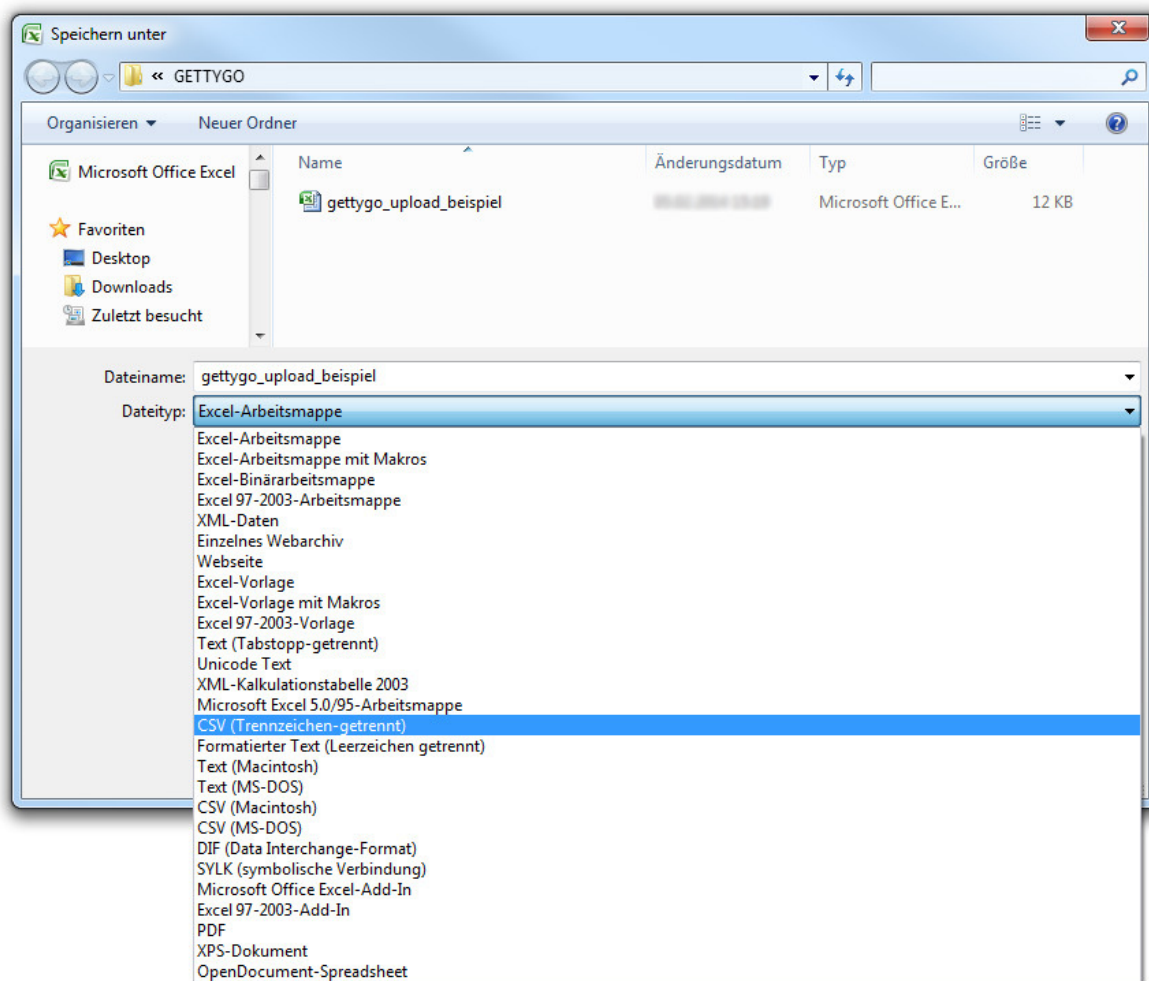 Speichern unter
« GETTYGO
Organisieren Neuer Ordner
Microsoft Office Excel
Favoriten
Desktop
Downloads
Zuletzt besucht
Name Änderungsdatum Typ Größe
gettygo_upload_beispiel Microsoft Office E... 12 KB
Dateiname: gettygo_upload_beispiel
Dateityp: Excel-Arbeitsmappe
Excel-Arbeitsmappe
Excel-Arbeitsmappe mit Makros
Excel-Binärarbeitsmappe
Excel 97-2003-Arbeitsmappe
XML-Daten
Einzelnes Webarchiv
Webseite
Excel-Vorlage
Excel-Vorlage mit Makros
Excel 97-2003-Vorlage
Text (Tabstopp-getrennt)
Unicode Text
XML-Kalkulationstabelle 2003
Microsoft Excel 5.0/95-Arbeitsmappe
CSV (Trennzeichen-getrennt)
Formatierter Text (Leerzeichen getrennt)
Text (Macintosh)
Text (MS-DOS)
CSV (Macintosh)
CSV (MS-DOS)
DIF (Data Interchange-Format)
SYLK (symbolische Verbindung)
Microsoft Office Excel-Add-In
Excel 97-2003-Add-In
PDF
XPS-Dokument
OpenDocument-Spreadsheet